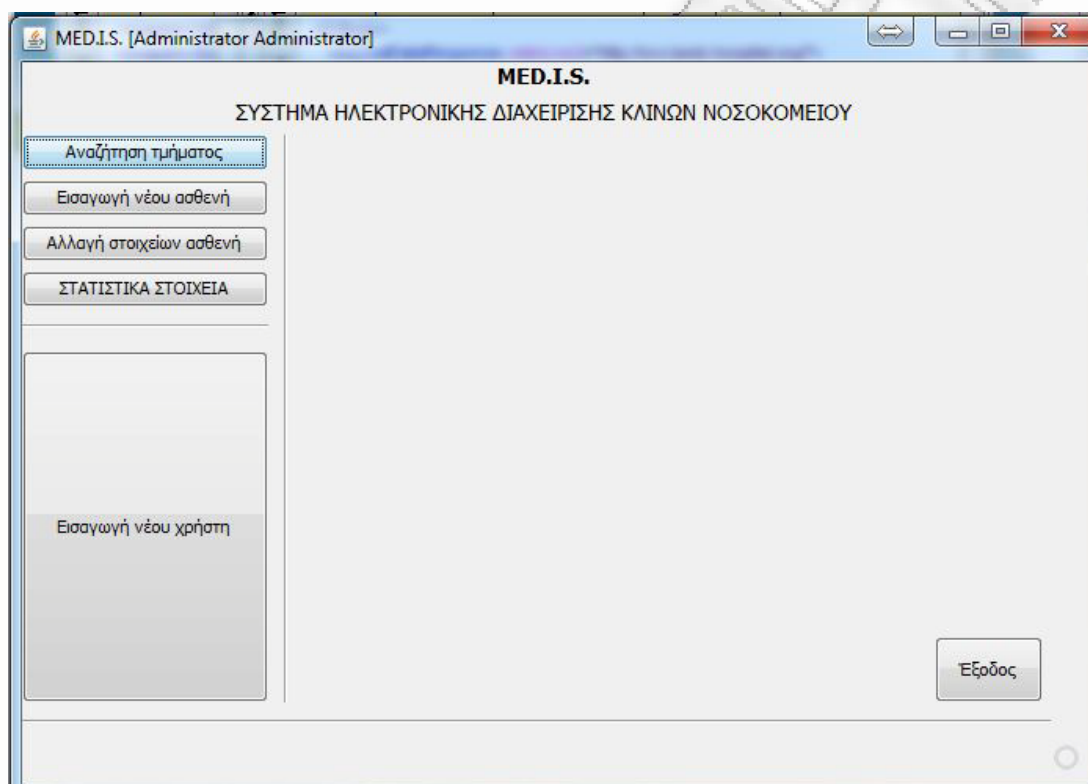 MED.I.S. [Administrator Administrator]
MED.I.S.
ΣΥΣΤΗΜΑ ΗΛΕΚΤΡΟΝΙΚΗΣ ΔΙΑΧΕΙΡΙΣΗΣ ΚΛΙΝΩΝ ΝΟΣΟΚΟΜΕΙΟΥ
Αναζήτηση τμήματος
Εισαγωγή νέου ασθενή
Αλλαγή στοιχείων ασθενή
ΣΤΑΤΙΣΤΙΚΑ ΣΤΟΙΧΕΙΑ
Εισαγωγή νέου χρήστη
Έξοδος